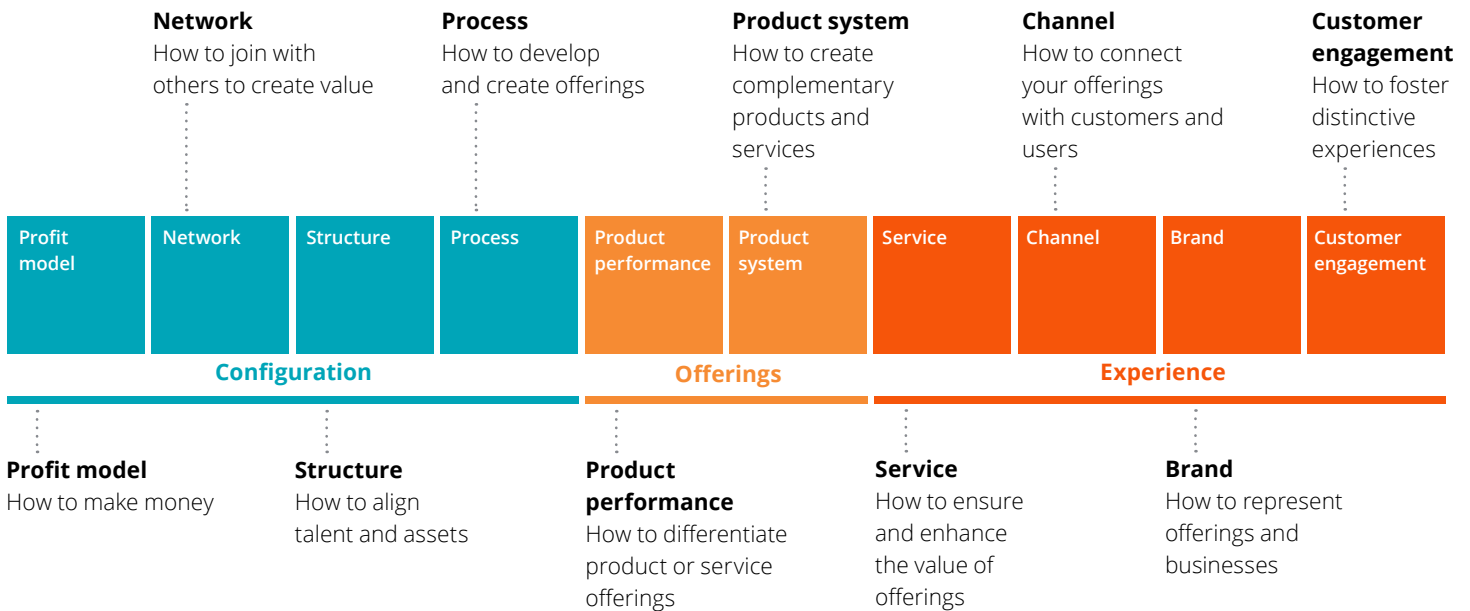 Network
How to join with
others to create value
Process
How to develop
and create offerings
Product system
How to create
complementary
products and
services
Channel
How to connect
your offerings
with customers and
users
Customer
engagement
How to foster
distinctive
experiences
Profit
model
Network
Structure
Process
Product
performance
Product
system
Service
Channel
Brand
Customer
engagement
Configuration
Offerings
Experience
Profit model
How to make money
Structure
How to align
talent and assets
Product
performance
How to differentiate
product or service
offerings
Service
How to ensure
and enhance
the value of
offerings
Brand
How to represent
offerings and
businesses